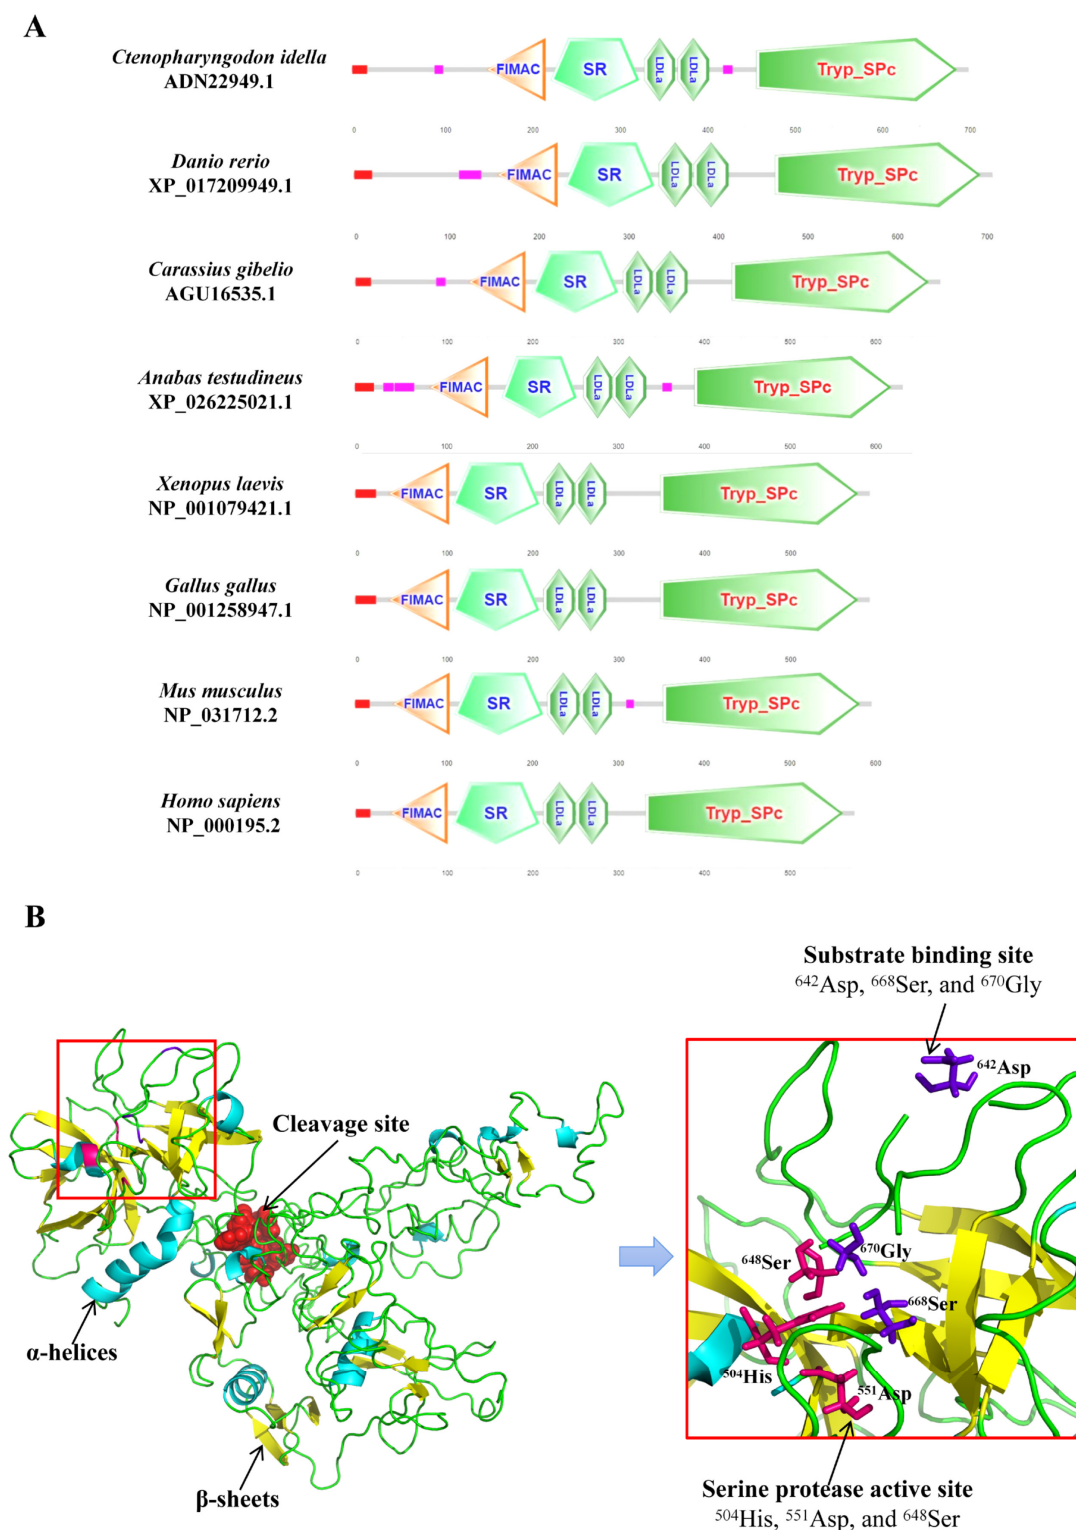 A
Ctenopharyngodon idella
ADN22949.1
FIMAC SR LDLa LDLa Tryp_SPc
0 100 200 300 400 500 600 700
Danio rerio
XP_017209949.1
FIMAC SR LDLa LDLa Tryp_SPc
0 100 200 300 400 500 600 700
Carassius gibelio
AGU16535.1
FIMAC SR LDLa LDLa Tryp_SPc
0 100 200 300 400 500 600
Anabas testudineus
XP_026225021.1
FIMAC SR LDLa LDLa Tryp_SPc
0 100 200 300 400 500 600
Xenopus laevis
NP_001079421.1
FIMAC SR LDLa LDLa Tryp_SPc
0 100 200 300 400 500
Gallus gallus
NP_001258947.1
FIMAC SR LDLa LDLa Tryp_SPc
0 100 200 300 400 500
Mus musculus
NP_031712.2
FIMAC SR LDLa LDLa Tryp_SPc
0 100 200 300 400 500 600
Homo sapiens
NP_000195.2
FIMAC SR LDLa LDLa Tryp_SPc
0 100 200 300 400 500
B
Substrate binding site
⁶⁴²Asp, ⁶⁶⁸Ser, and ⁶⁷⁰Gly
Cleavage site
α-helices
β-sheets
⁶⁴²Asp
⁶⁷⁰Gly
⁶⁴⁸Ser
⁶⁶⁸Ser
⁵⁰⁴His
⁵⁵¹Asp
Serine protease active site
⁵⁰⁴His, ⁵⁵¹Asp, and ⁶⁴⁸Ser